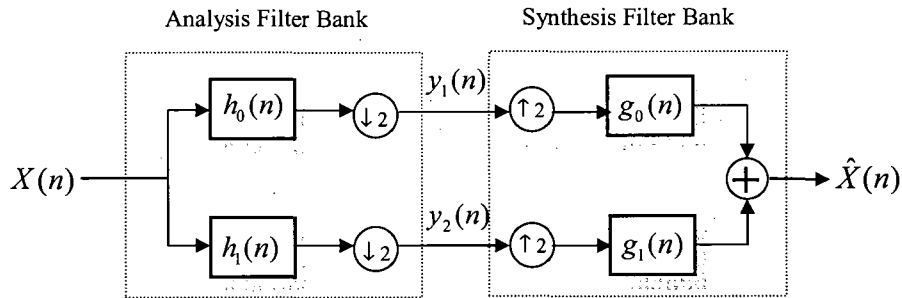 Analysis Filter Bank
Synthesis Filter Bank
h₀(n)
↓2
y₁(n)
↑2
g₀(n)
X(n)
+
X̂(n)
h₁(n)
↓2
y₂(n)
↑2
g₁(n)